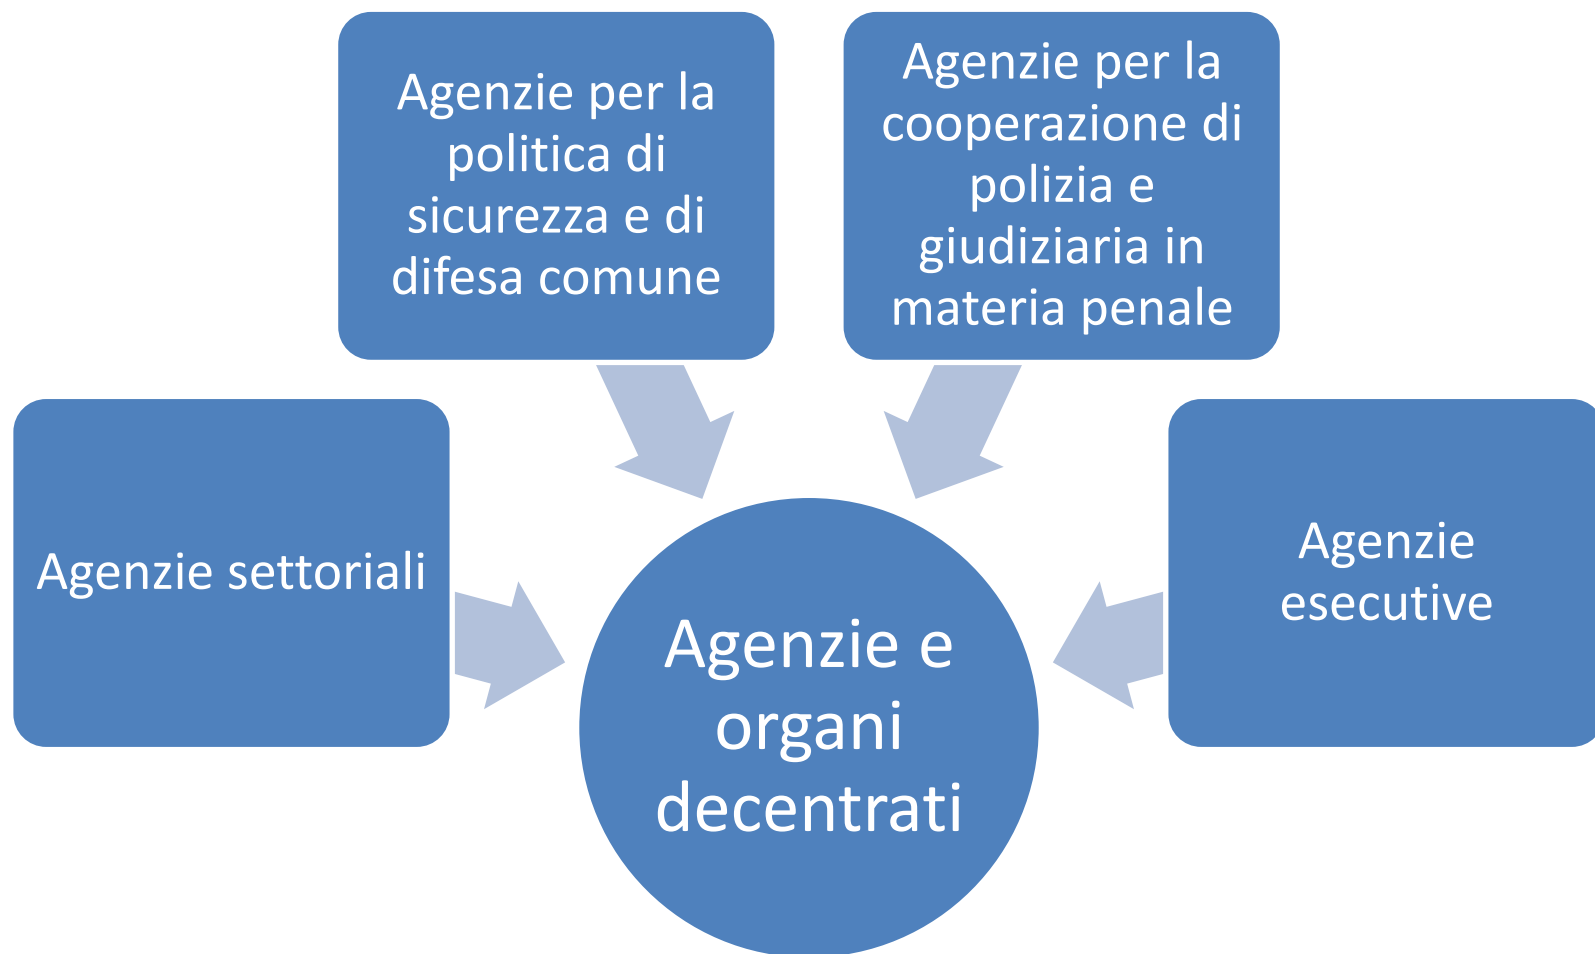 Agenzie per la
politica di
sicurezza e di
difesa comune
Agenzie per la
cooperazione di
polizia e
giudiziaria in
materia penale
Agenzie settoriali
Agenzie
esecutive
Agenzie e
organi
decentrati